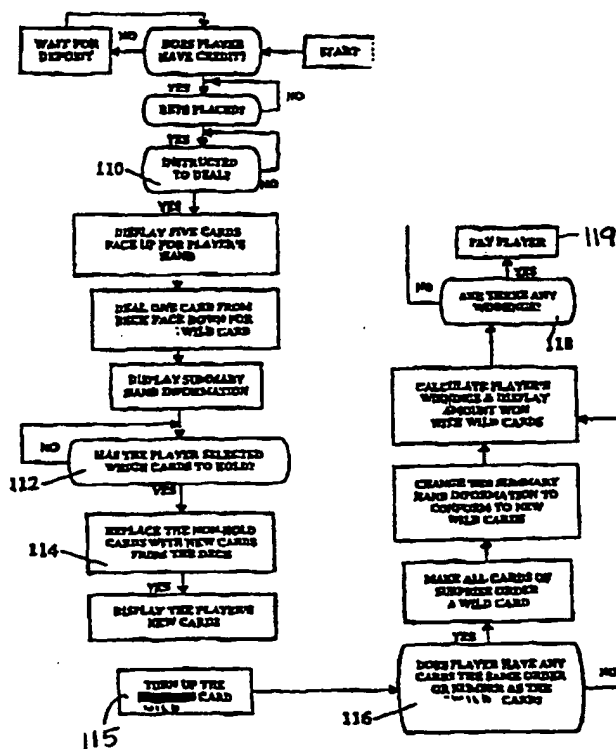 NO
WAIT FOR
DEPOSIT
DOES PLAYER
HAVE CREDIT?
START
YES
NO
BETS PLACED?
YES
110
INSTRUCTED
TO DEAL?
NO
YES
DISPLAY FIVE CARDS
FACE UP FOR PLAYER'S
HAND
DEAL ONE CARD FROM
DECK FACE DOWN FOR
WILD CARD
DISPLAY SUMMARY
HAND INFORMATION
NO
HAS THE PLAYER SELECTED
WHICH CARDS TO HOLD?
112
YES
REPLACE THE NON-HOLD
CARDS WITH NEW CARDS
FROM THE DECK
114
YES
DISPLAY THE PLAYER'S
NEW CARDS
TURN UP THE
CARD
WILD
115
PAY PLAYER
119
YES
NO
ARE THERE ANY
WINNINGS?
118
CALCULATE PLAYER'S
WINNINGS & DISPLAY
AMOUNT WON
WITH WILD CARDS
CHANGE THE SUMMARY
HAND INFORMATION TO
CONFORM TO NEW
WILD CARDS
MAKE ALL CARDS OF
SURPRISE ORDER
A WILD CARD
YES
DOES PLAYER HAVE ANY
CARDS THE SAME ORDER
OR NUMBER AS THE
WILD CARDS
NO
116